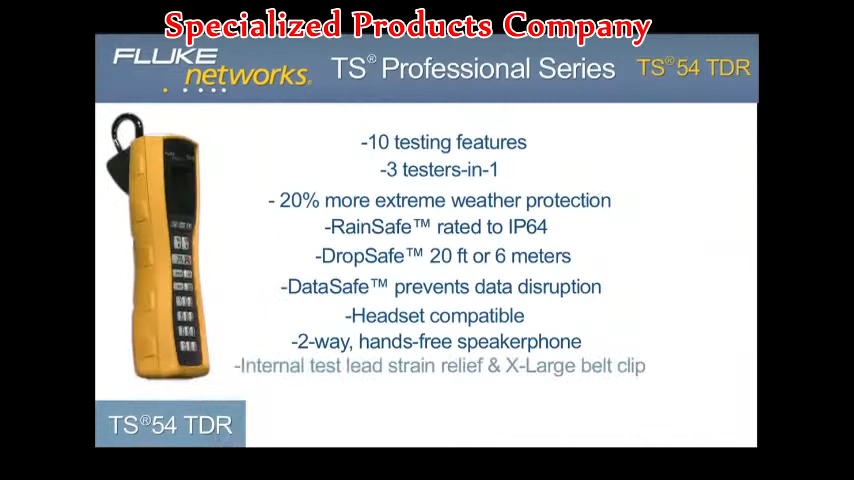 Specialized Products Company
FLUKE networks® TS® Professional Series TS® 54 TDR
-10 testing features
-3 testers-in-1
- 20% more extreme weather protection
-RainSafe™ rated to IP64
-DropSafe™ 20 ft or 6 meters
-DataSafe™ prevents data disruption
-Headset compatible
-2-way, hands-free speakerphone
-Internal test lead strain relief & X-Large belt clip
TS®54 TDR